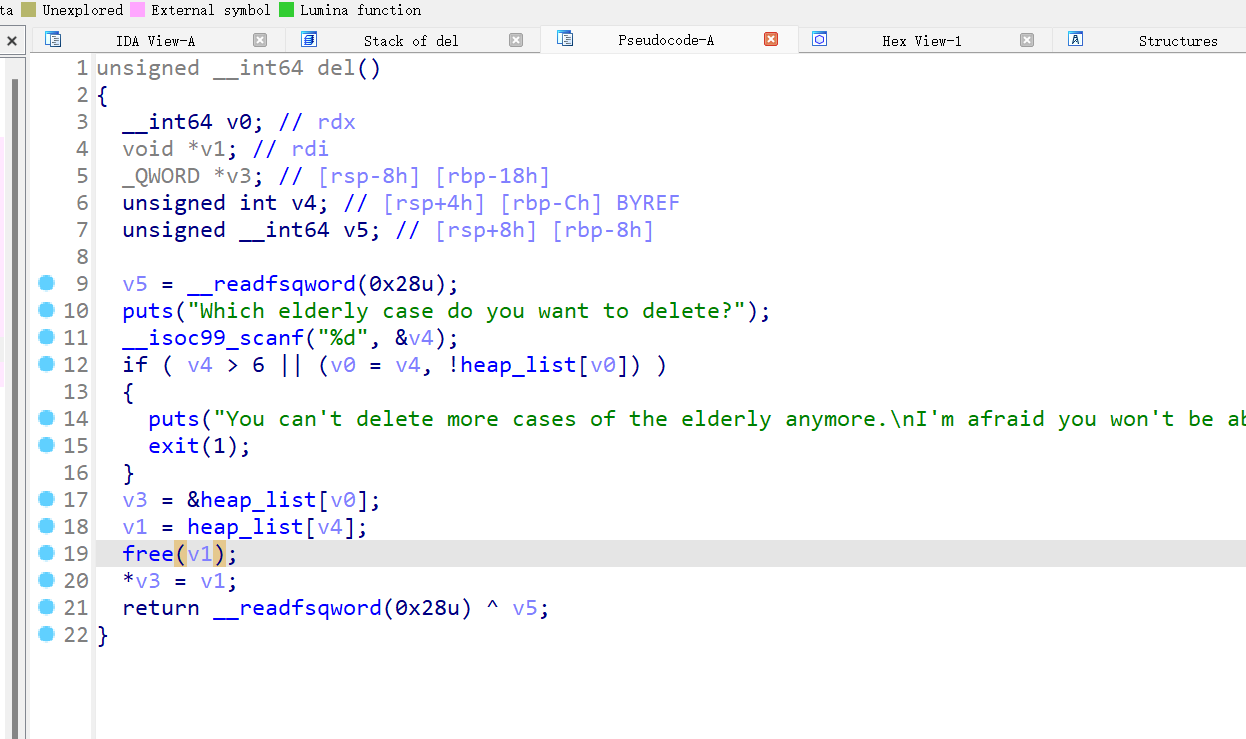 ta Unexplored External symbol Lumina function
IDA View-A Stack of del Pseudocode-A Hex View-1 Structures
1 unsigned __int64 del()
2 {
3 __int64 v0; // rdx
4 void *v1; // rdi
5 _QWORD *v3; // [rsp-8h] [rbp-18h]
6 unsigned int v4; // [rsp+4h] [rbp-Ch] BYREF
7 unsigned __int64 v5; // [rsp+8h] [rbp-8h]
8
9 v5 = __readfsqword(0x28u);
10 puts("Which elderly case do you want to delete?");
11 __isoc99_scanf("%d", &v4);
12 if ( v4 > 6 || (v0 = v4, !heap_list[v0]) )
13 {
14 puts("You can't delete more cases of the elderly anymore.\nI'm afraid you won't be ab
15 exit(1);
16 }
17 v3 = &heap_list[v0];
18 v1 = heap_list[v4];
19 free(v1);
20 *v3 = v1;
21 return __readfsqword(0x28u) ^ v5;
22 }